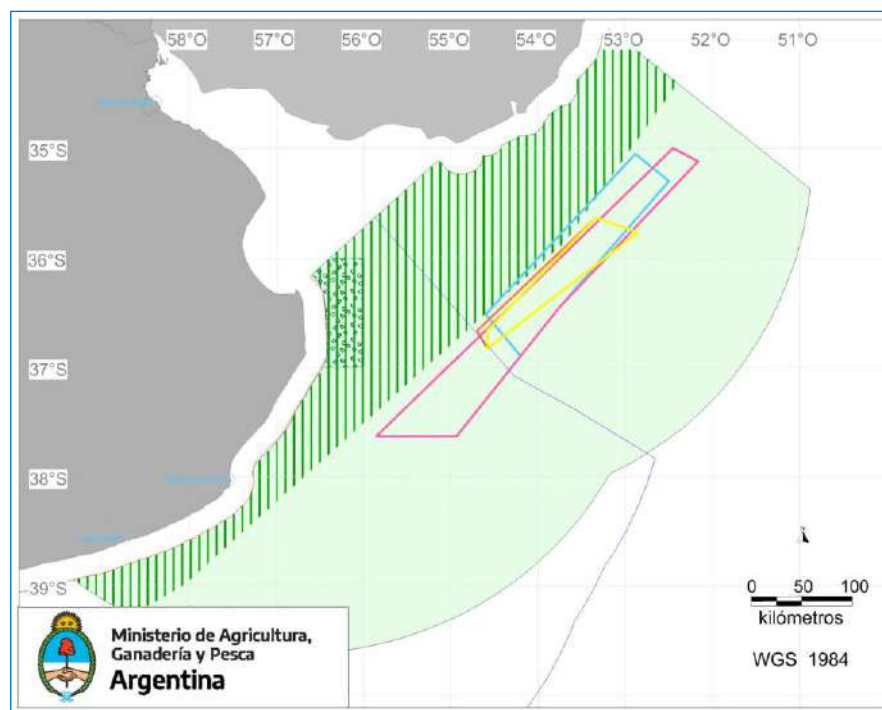 58°O 57°O 56°O 55°O 54°O 53°O 52°O 51°O
35°S
36°S
37°S
38°S
39°S
0 50 100
kilómetros
WGS 1984
Ministerio de Agricultura,
Ganadería y Pesca
Argentina